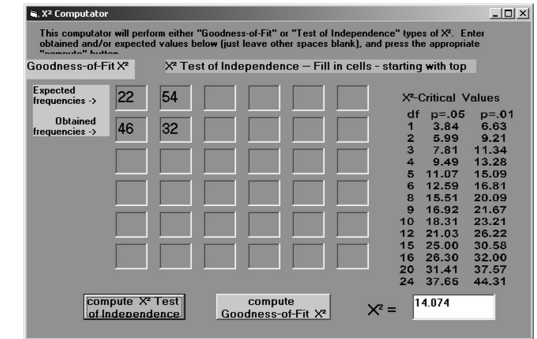 X² Computator
This computator will perform either "Goodness-of-Fit" or "Test of Independence" types of X². Enter
obtained and/or expected values below (just leave other spaces blank), and press the appropriate
"compute" button
Goodness-of-Fit X²
X² Test of Independence – Fill in cells - starting with top
Expected
frequencies ->
22 54
Obtained
frequencies ->
46 32
X²-Critical Values
df p=.05 p=.01
1 3.84 6.63
2 5.99 9.21
3 7.81 11.34
4 9.49 13.28
5 11.07 15.09
6 12.59 16.81
8 15.51 20.09
9 16.92 21.67
10 18.31 23.21
12 21.03 26.22
15 25.00 30.58
16 26.30 32.00
20 31.41 37.57
24 37.65 44.31
compute X² Test
of Independence
compute
Goodness-of-Fit X²
X² = 14.074